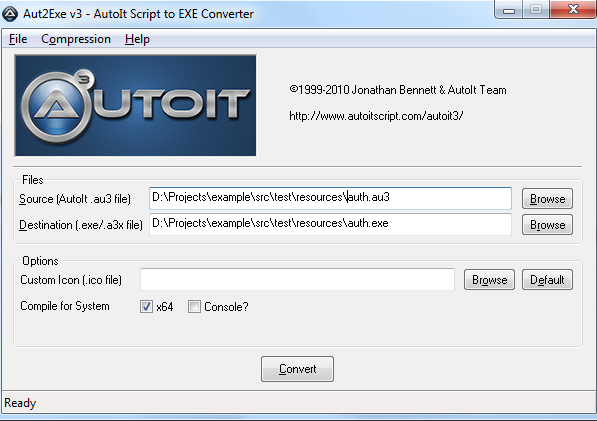 Aut2Exe v3 - AutoIt Script to EXE Converter
File Compression Help
AUTOIT 3
©1999-2010 Jonathan Bennett & AutoIt Team
http://www.autoitscript.com/autoit3/
Files
Source (AutoIt .au3 file) D:\Projects\example\src\test\resources\auth.au3 Browse
Destination (.exe/.a3x file) D:\Projects\example\src\test\resources\auth.exe Browse
Options
Custom Icon (.ico file) Browse Default
Compile for System x64 Console?
Convert
Ready